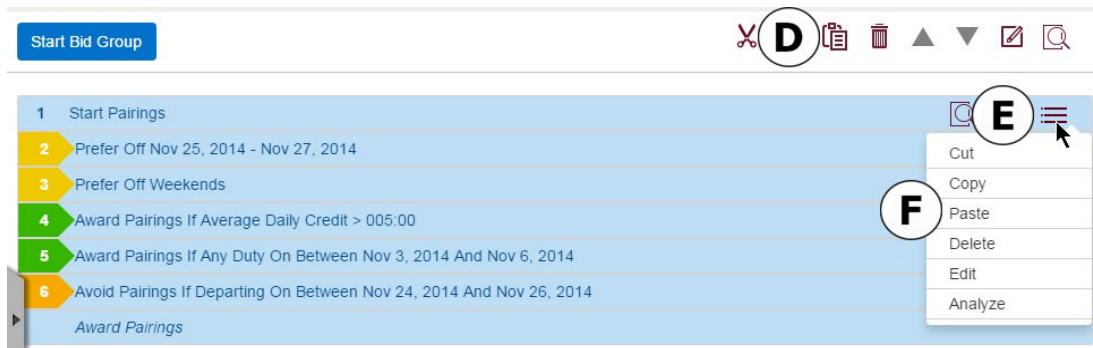 Start Bid Group
D
1 Start Pairings
E
2 Prefer Off Nov 25, 2014 - Nov 27, 2014
Cut
3 Prefer Off Weekends
Copy
F
Paste
4 Award Pairings If Average Daily Credit > 005:00
Delete
5 Award Pairings If Any Duty On Between Nov 3, 2014 And Nov 6, 2014
Edit
6 Avoid Pairings If Departing On Between Nov 24, 2014 And Nov 26, 2014
Analyze
Award Pairings